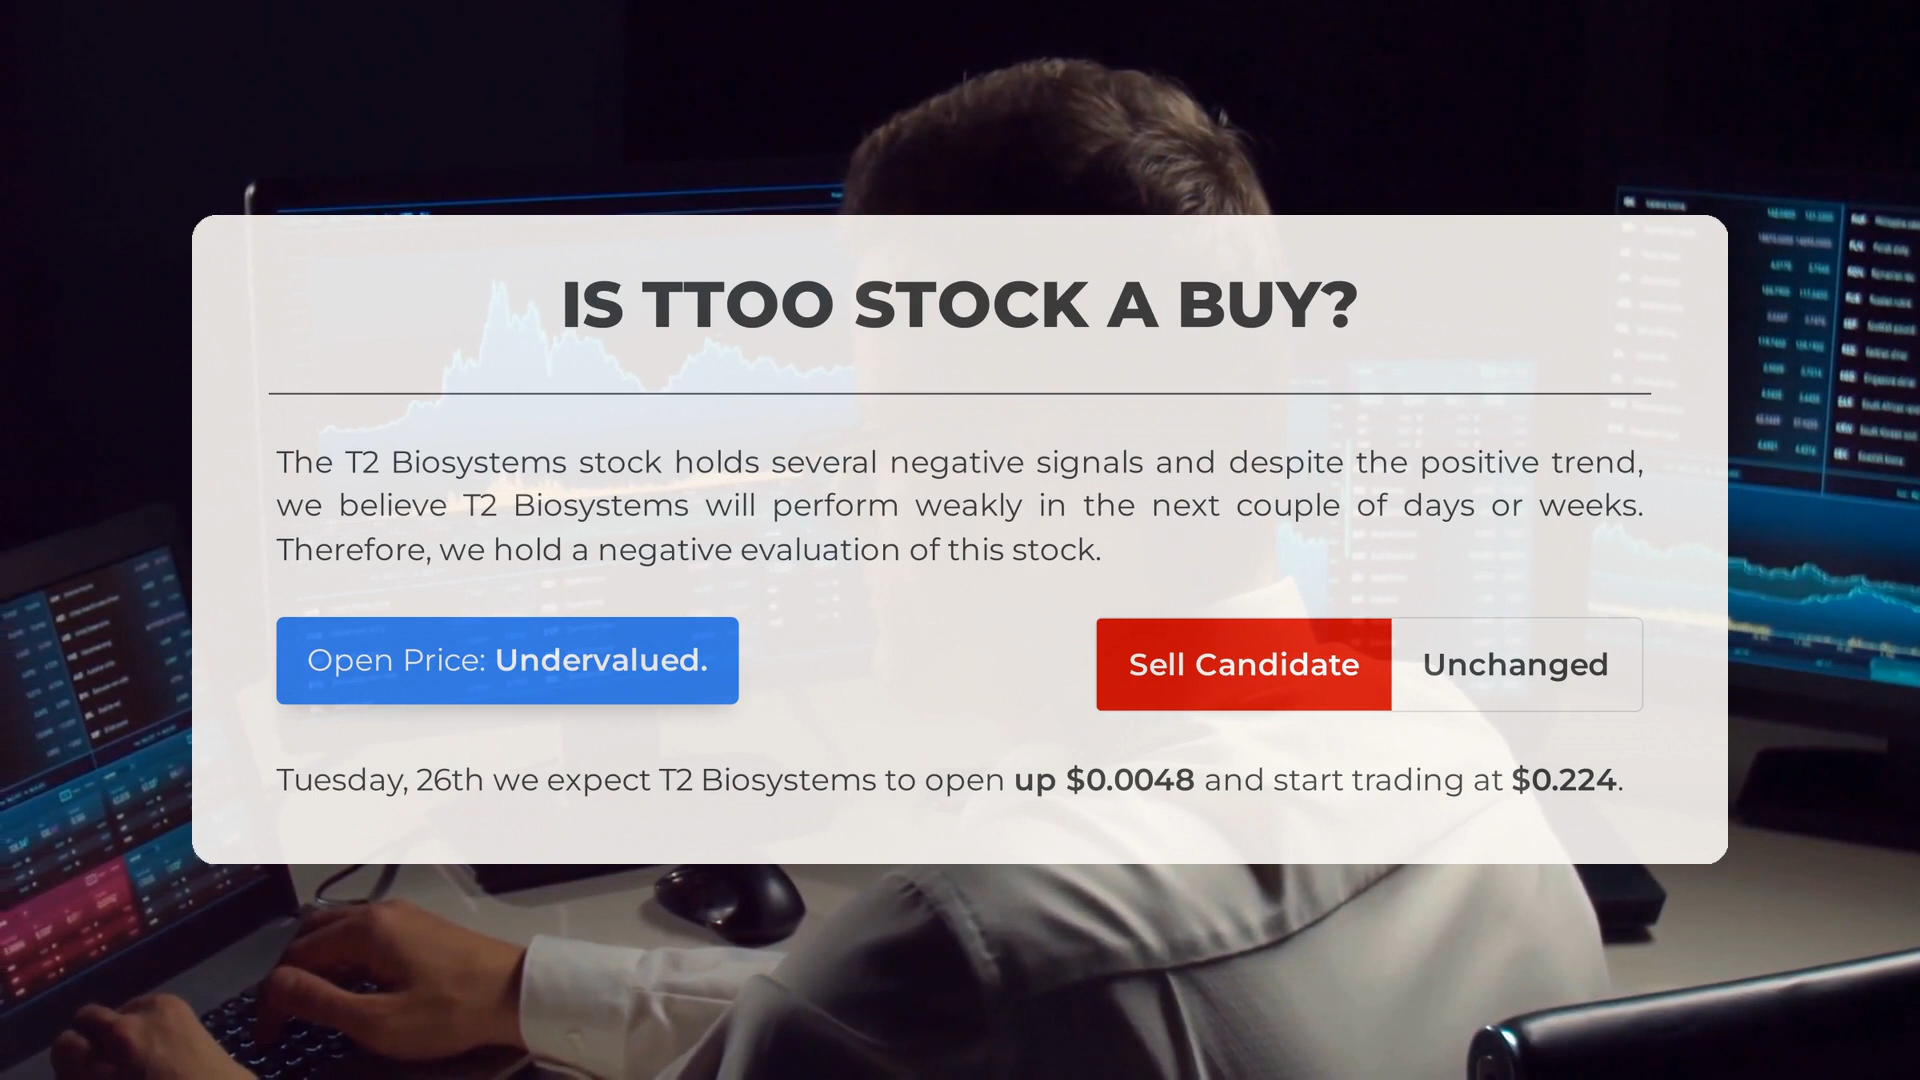 IS TTOO STOCK A BUY?
The T2 Biosystems stock holds several negative signals and despite the positive trend,
we believe T2 Biosystems will perform weakly in the next couple of days or weeks.
Therefore, we hold a negative evaluation of this stock.
Open Price: Undervalued.
Sell Candidate Unchanged
Tuesday, 26th we expect T2 Biosystems to open up $0.0048 and start trading at $0.224.